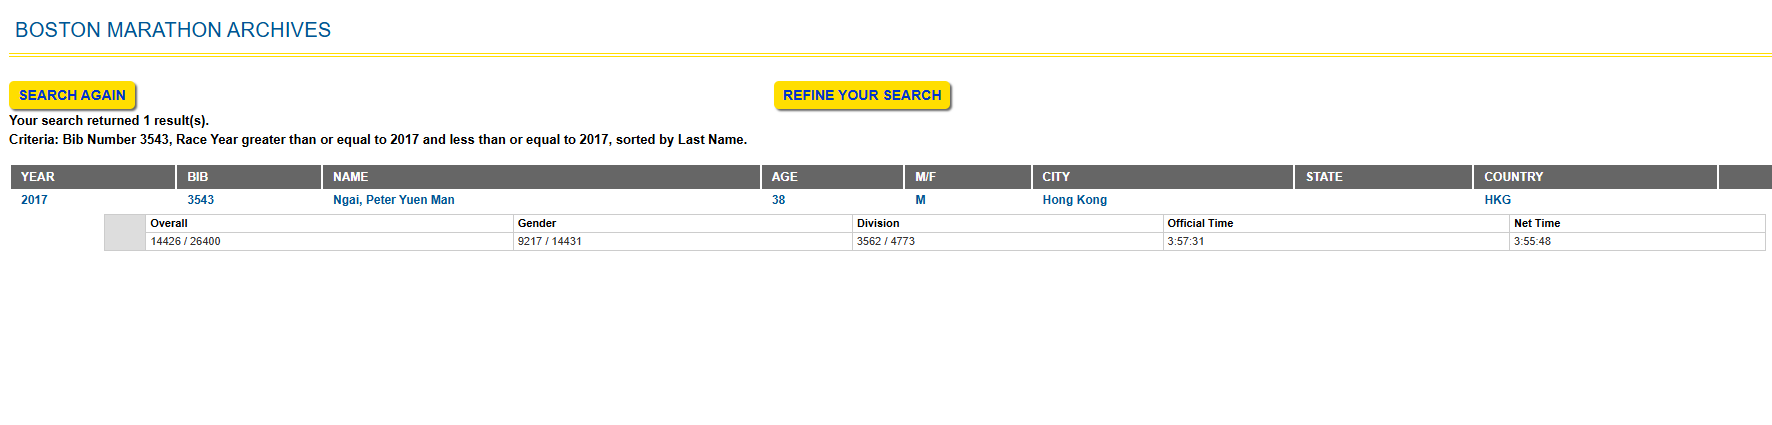 BOSTON MARATHON ARCHIVES
SEARCH AGAIN REFINE YOUR SEARCH
Your search returned 1 result(s).
Criteria: Bib Number 3543, Race Year greater than or equal to 2017 and less than or equal to 2017, sorted by Last Name.
YEAR BIB NAME AGE M/F CITY STATE COUNTRY
2017 3543 Ngai, Peter Yuen Man 38 M Hong Kong HKG
Overall Gender Division Official Time Net Time
14426 / 26400 9217 / 14431 3562 / 4773 3:57:31 3:55:48